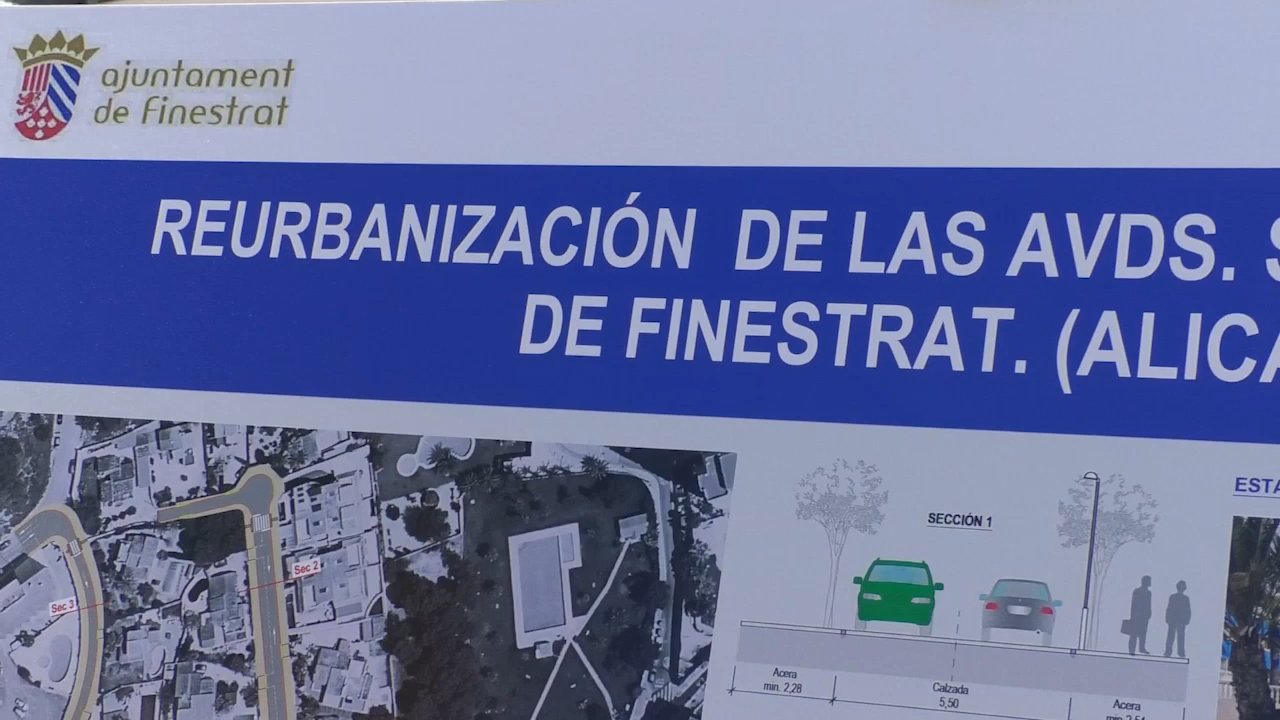 ajuntament
de finestrat
REURBANIZACIÓN DE LAS AVDS.
DE FINESTRAT. (ALICA
SECCIÓN 1
ESTA
Sec 2
Sec 3
Acera
min. 2,28
Calzada
5,50
Acera